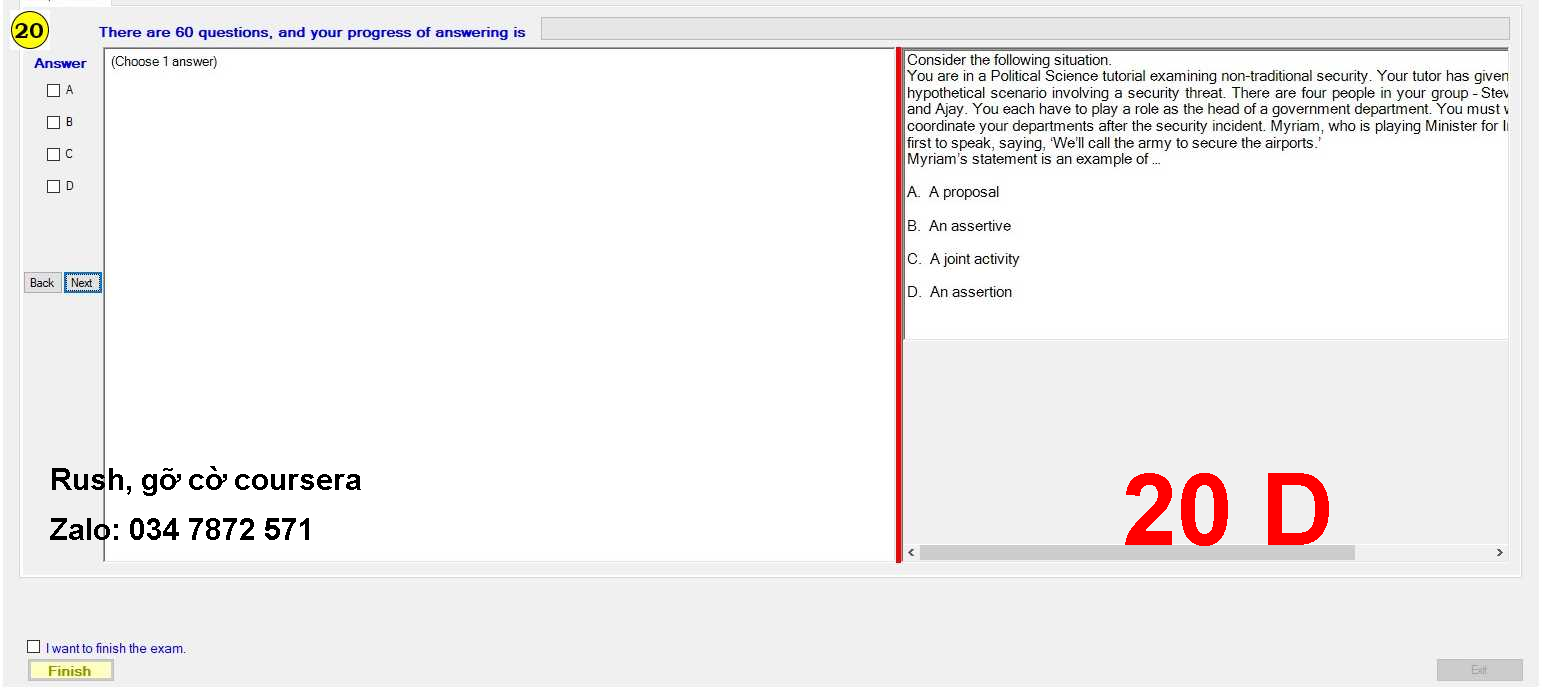 20
There are 60 questions, and your progress of answering is
Answer
A
B
C
D
Back Next
(Choose 1 answer)
Consider the following situation.
You are in a Political Science tutorial examining non-traditional security. Your tutor has given
hypothetical scenario involving a security threat. There are four people in your group - Stev
and Ajay. You each have to play a role as the head of a government department. You must
coordinate your departments after the security incident. Myriam, who is playing Minister for
first to speak, saying, ‘We’ll call the army to secure the airports.’
Myriam’s statement is an example of ...
A. A proposal
B. An assertive
C. A joint activity
D. An assertion
Rush, gỡ cờ coursera
Zalo: 034 7872 571
20 D
I want to finish the exam.
Finish
Exit